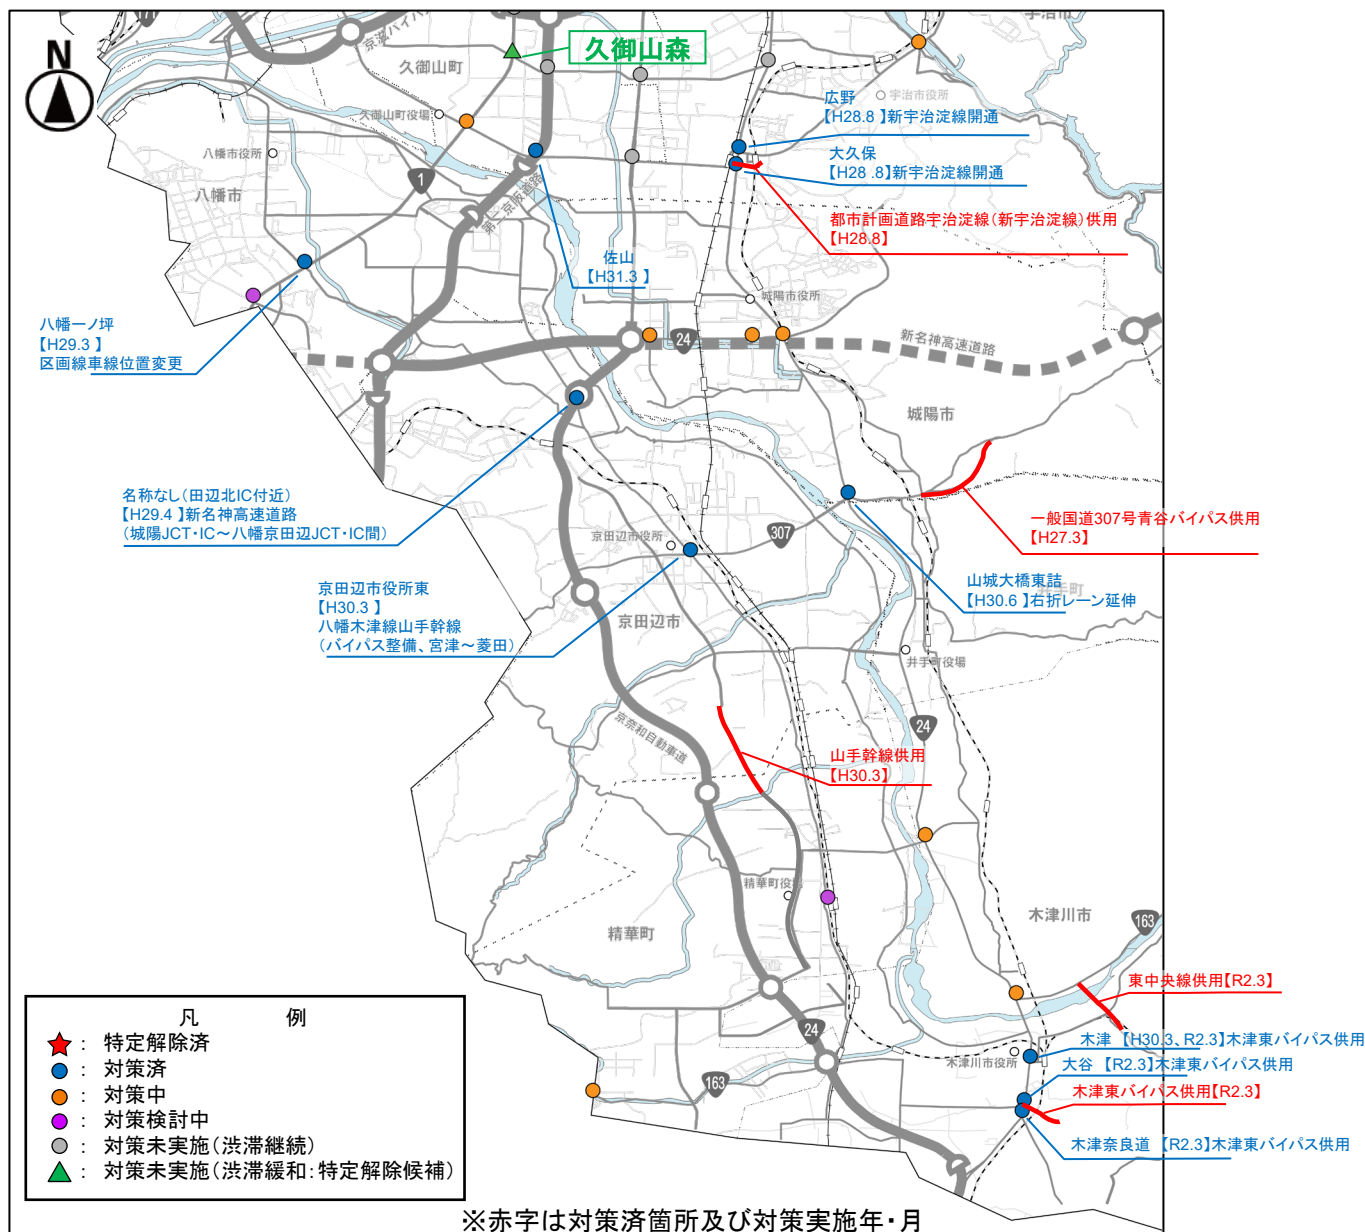 N
京滋バイパス
宇治市
久御山森
久御山町
久御山町役場
宇治市役所
広野
【H28.8 】新宇治淀線開通
大久保
【H28 .8】新宇治淀線開通
八幡市役所
八幡市
1
第二京阪道路
都市計画道路宇治淀線(新宇治淀線)供用
【H28.8】
佐山
【H31.3 】
城陽市役所
八幡一ノ坪
【H29.3 】
区画線車線位置変更
24
新名神高速道路
城陽市
名称なし(田辺北IC付近)
【H29.4 】新名神高速道路
(城陽JCT・IC～八幡京田辺JCT・IC間)
一般国道307号青谷バイパス供用
【H27.3】
京田辺市役所
307
山城大橋東詰
【H30.6 】右折レーン延伸
井手町
京田辺市役所東
【H30.3 】
八幡木津線山手幹線
(バイパス整備、宮津～菱田)
京田辺市
井手町役場
京奈和自動車道
24
山手幹線供用
【H30.3】
精華町役場
精華町
木津川市
163
東中央線供用【R2.3】
24
木津 【H30.3、R2.3】木津東バイパス供用
木津川市役所
大谷 【R2.3】木津東バイパス供用
163
木津東バイパス供用【R2.3】
木津奈良道 【R2.3】木津東バイパス供用
凡 例
： 特定解除済
： 対策済
： 対策中
： 対策検討中
： 対策未実施(渋滞継続)
： 対策未実施(渋滞緩和:特定解除候補)
※赤字は対策済箇所及び対策実施年・月